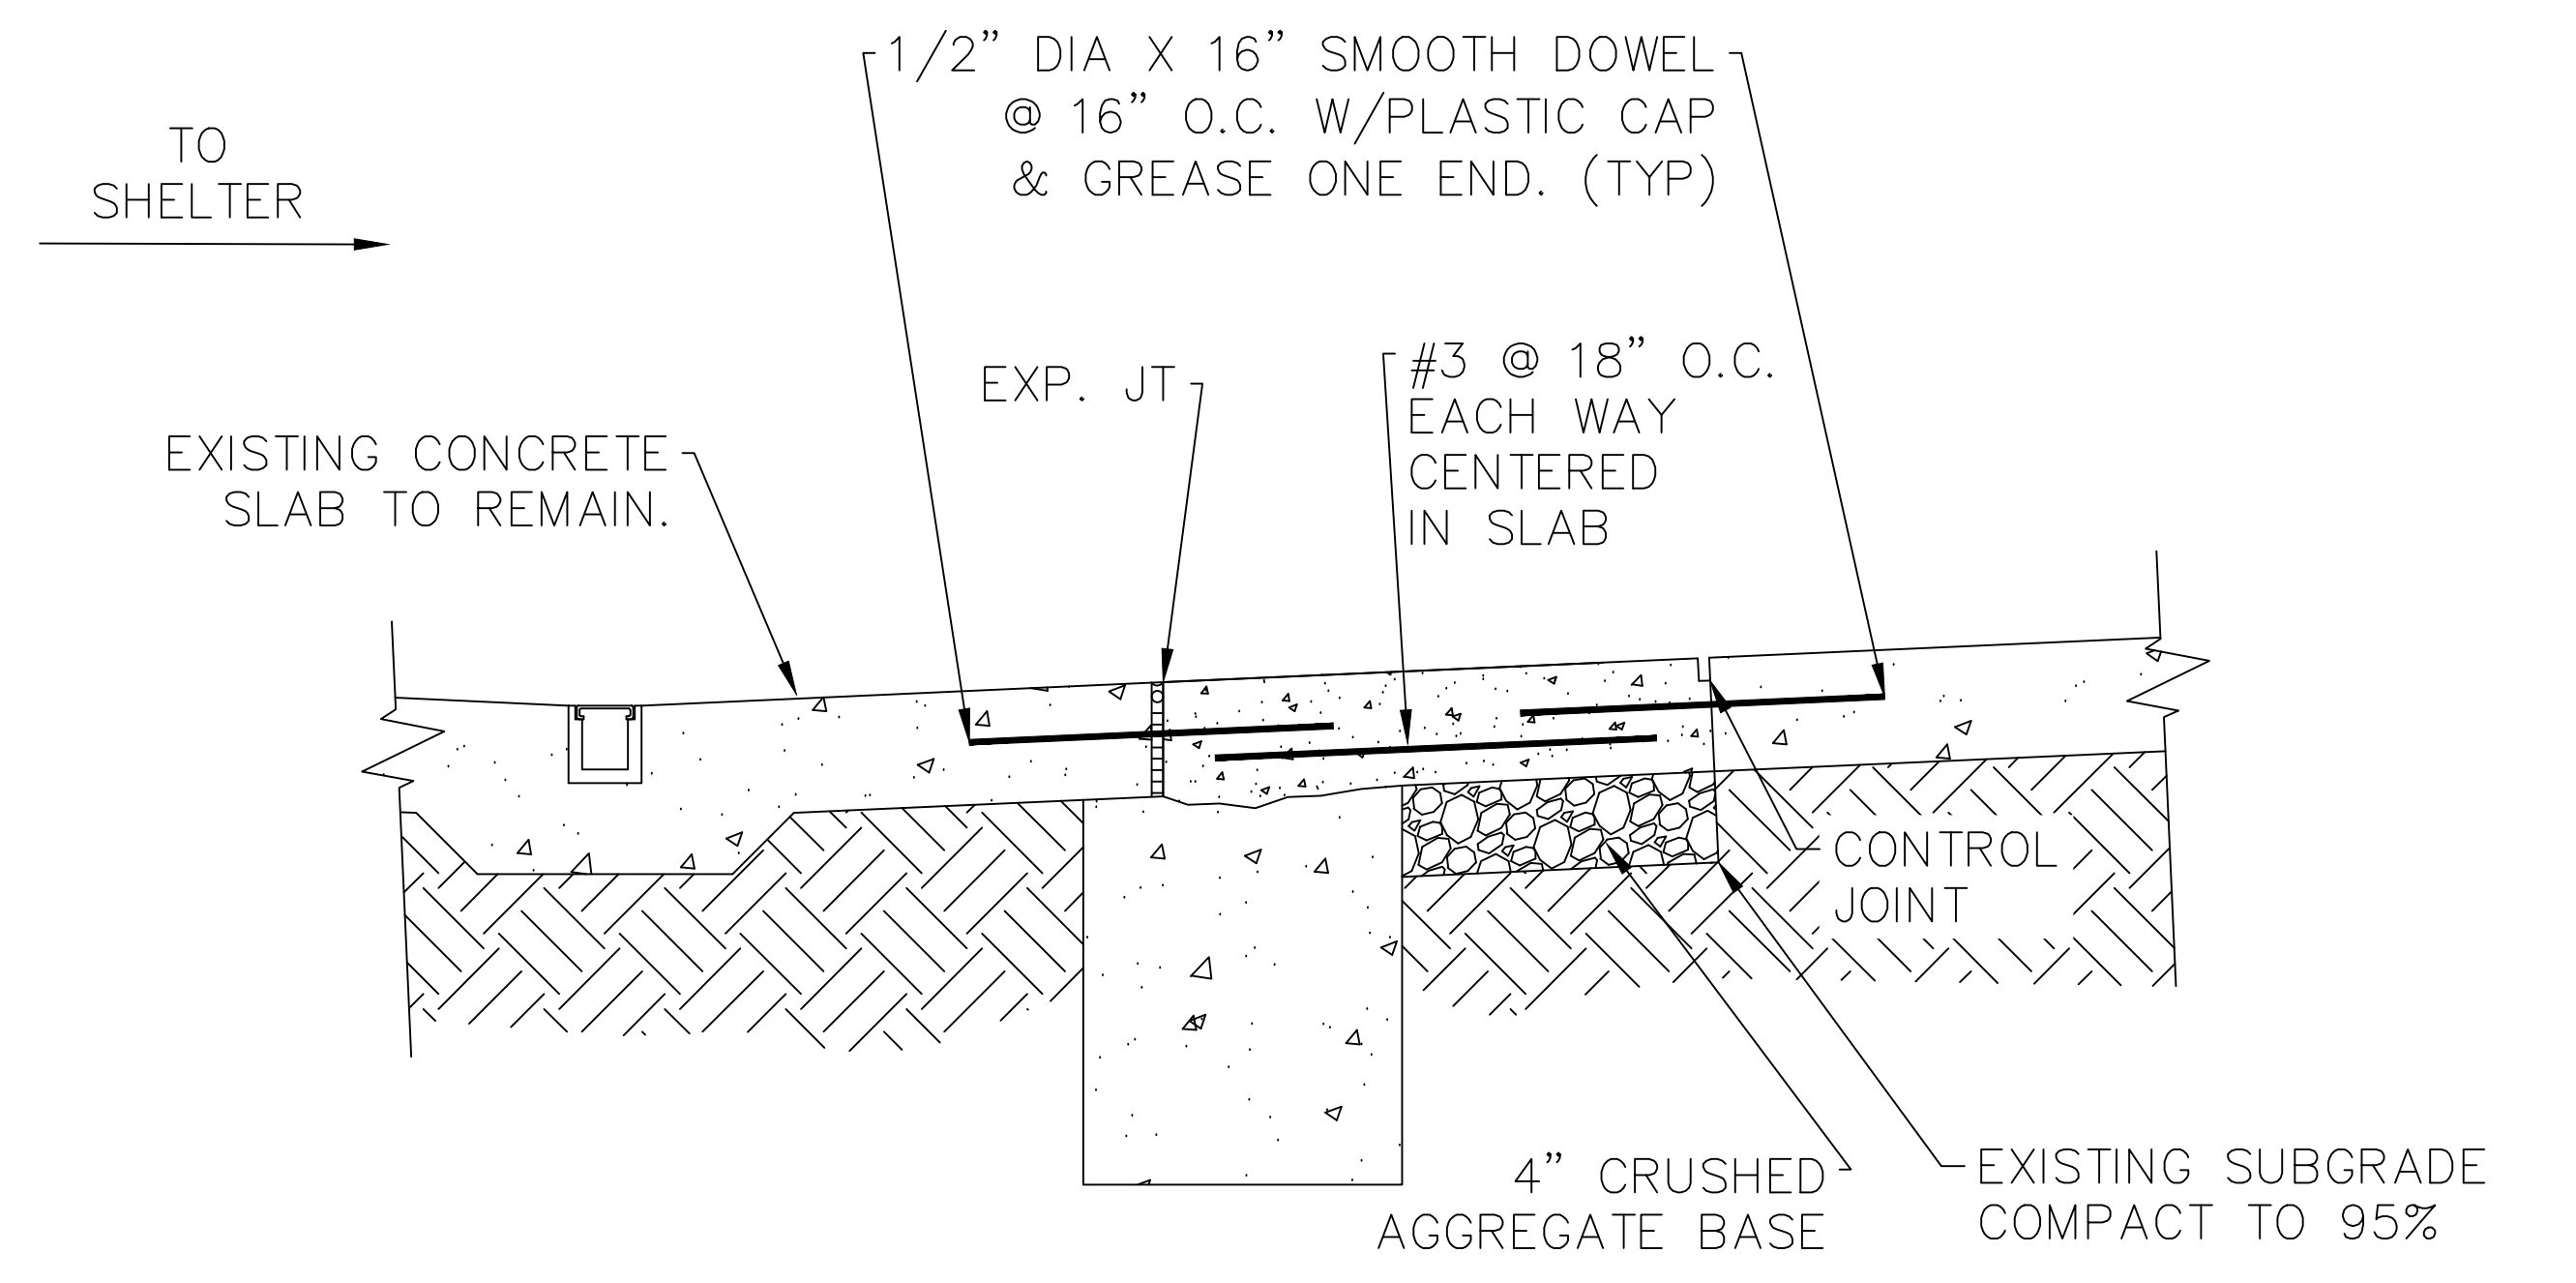 1/2” DIA X 16” SMOOTH DOWEL
@ 16” O.C. W/PLASTIC CAP
& GREASE ONE END. (TYP)
TO
SHELTER
EXP. JT
#3 @ 18” O.C.
EACH WAY
CENTERED
IN SLAB
EXISTING CONCRETE
SLAB TO REMAIN.
CONTROL
JOINT
4” CRUSHED
AGGREGATE BASE
EXISTING SUBGRADE
COMPACT TO 95%